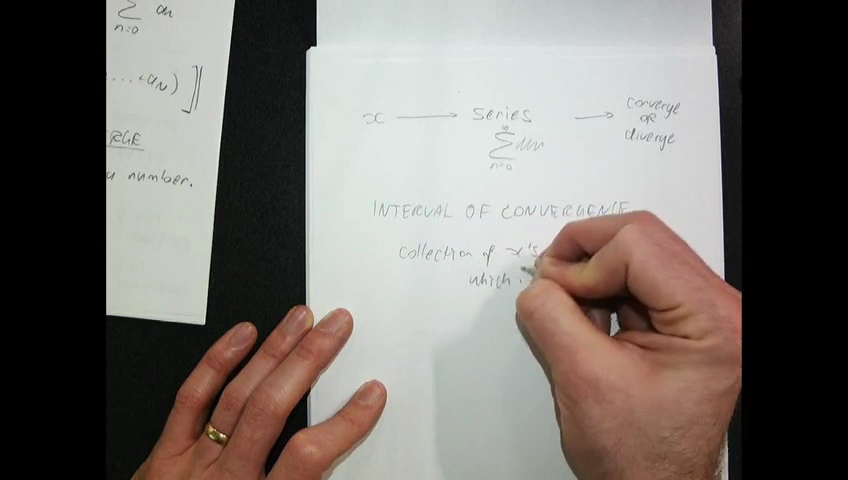 ∑ an
n=0
....+aN) ]
RGE
a number.
x → series → converge
or
diverge
∞
∑
n=0
INTERVAL OF CONVERGENCE
collection of x's
which